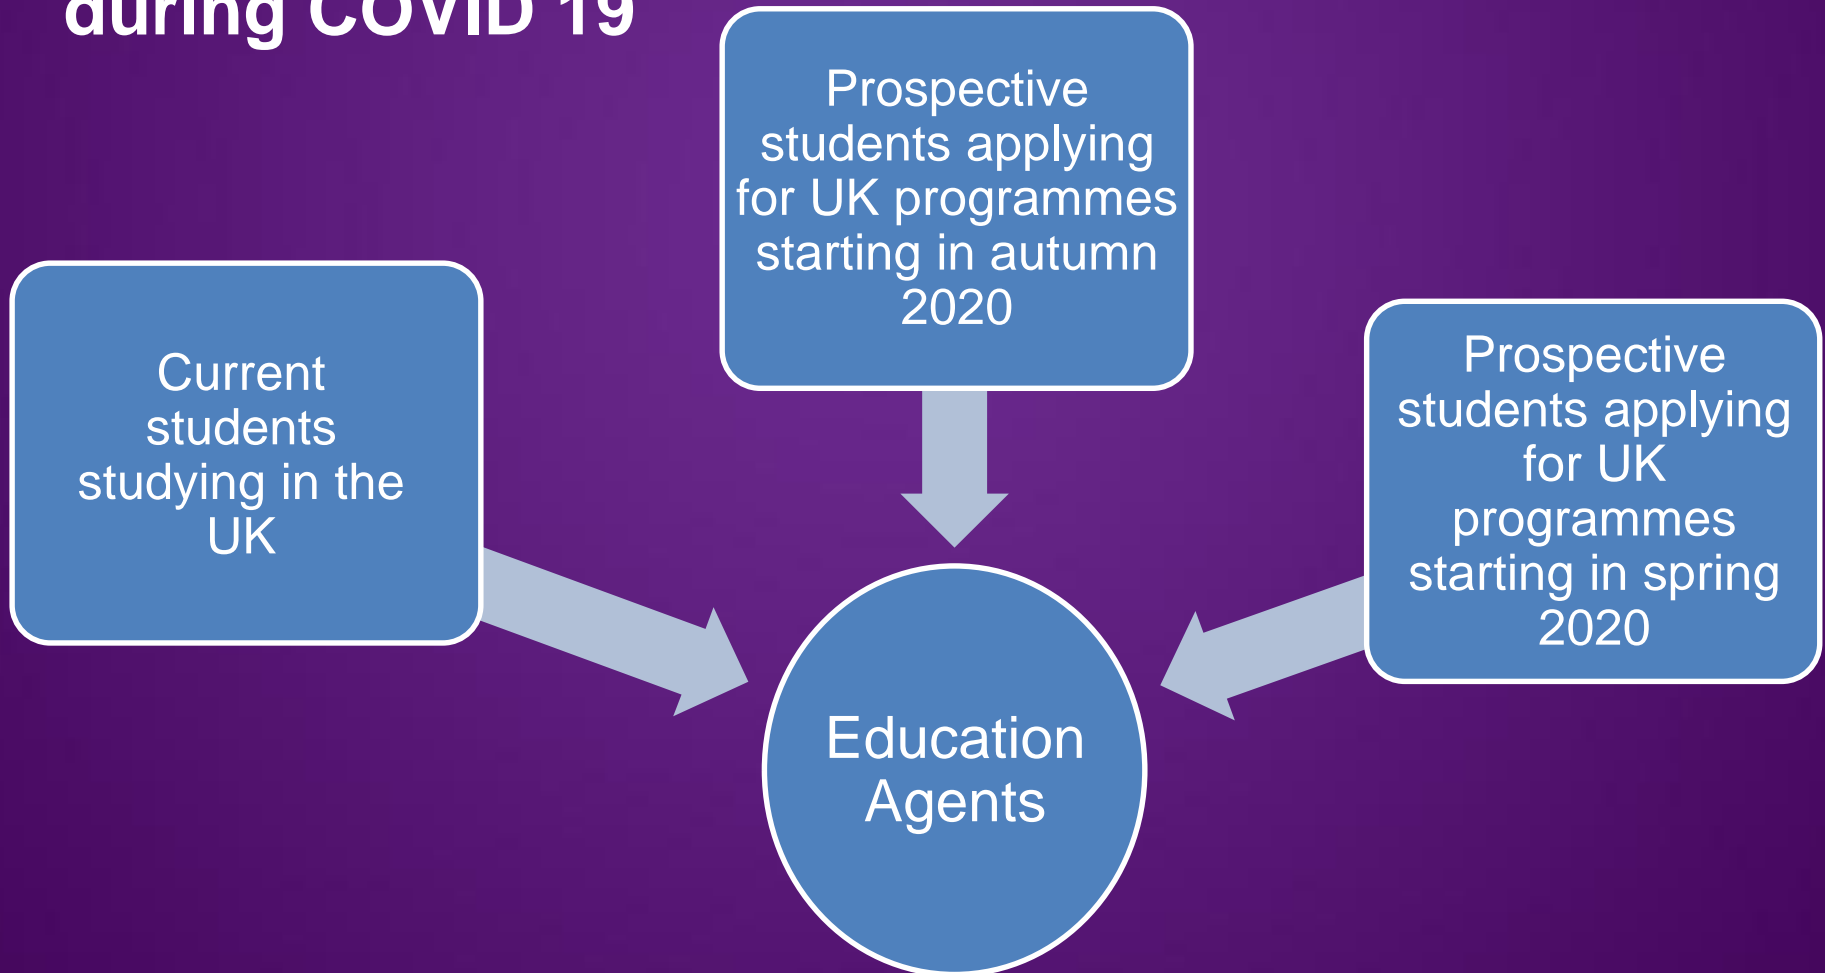 during COVID 19
Prospective
students applying
for UK programmes
starting in autumn
2020
Current
students
studying in the
UK
Prospective
students applying
for UK
programmes
starting in spring
2020
Education
Agents